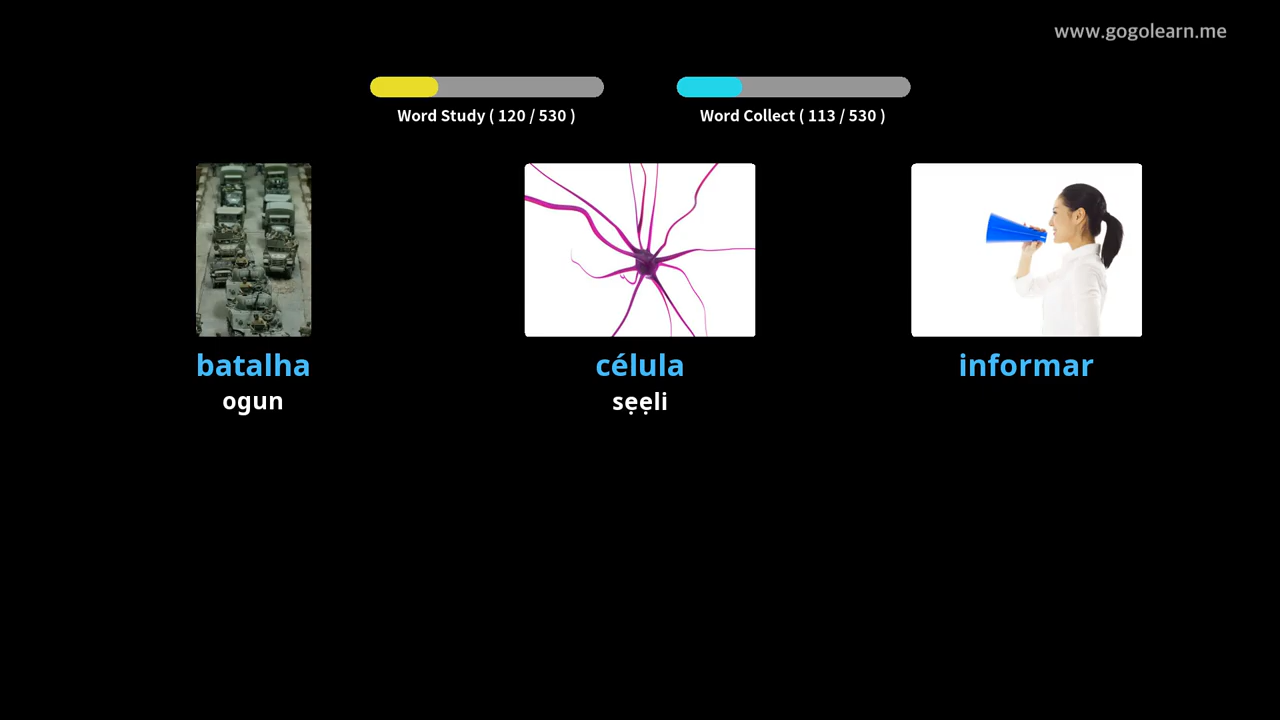 www.gogolearn.me
Word Study ( 120 / 530 )
Word Collect ( 113 / 530 )
batalha
ogun
célula
sẹẹli
informar